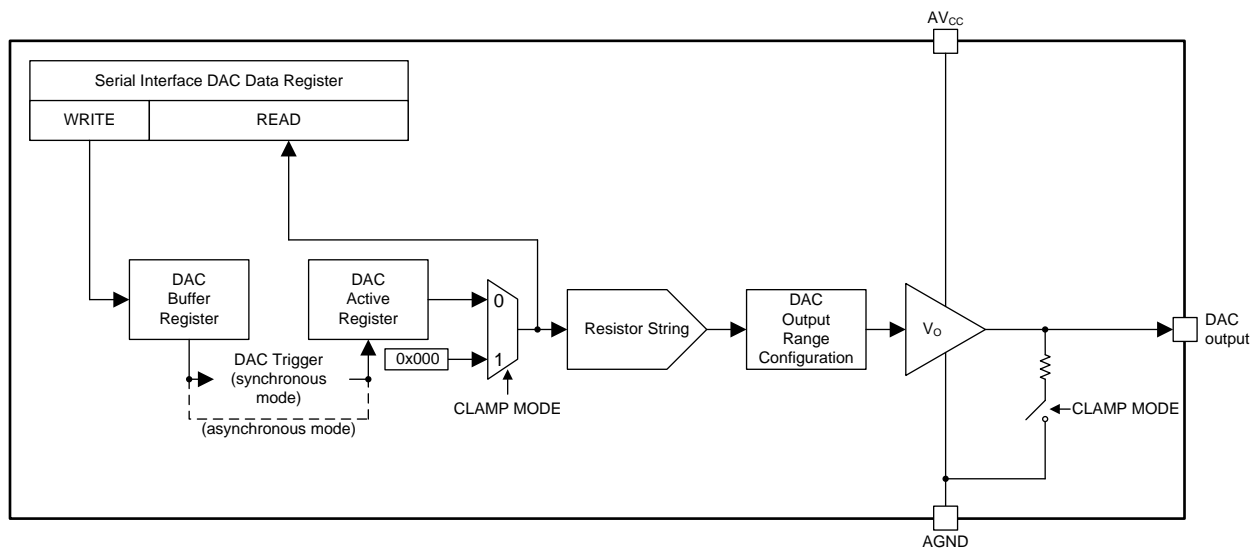 AVCC
Serial Interface DAC Data Register
WRITE
READ
DAC
Buffer
Register
DAC
Active
Register
0
1
0x000
DAC Trigger
(synchronous
mode)
(asynchronous mode)
CLAMP MODE
Resistor String
DAC
Output
Range
Configuration
VO
DAC
output
CLAMP MODE
AGND